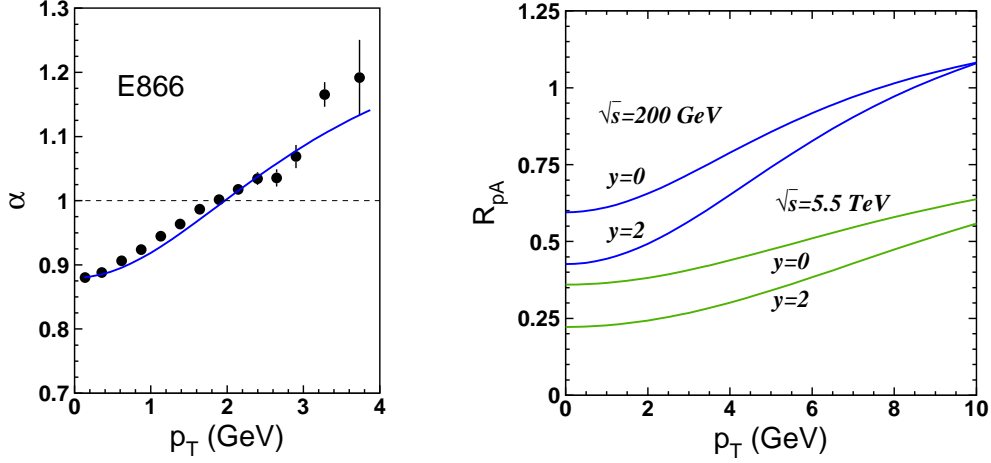 1.3
1.2
1.1
1
0.9
0.8
0.7
α
E866
0
1
2
3
4
p_T (GeV)
1.25
1
0.75
0.5
0.25
0
R_pA
√s=200 GeV
y=0
√s=5.5 TeV
y=2
y=0
y=2
0
2
4
6
8
10
p_T (GeV)